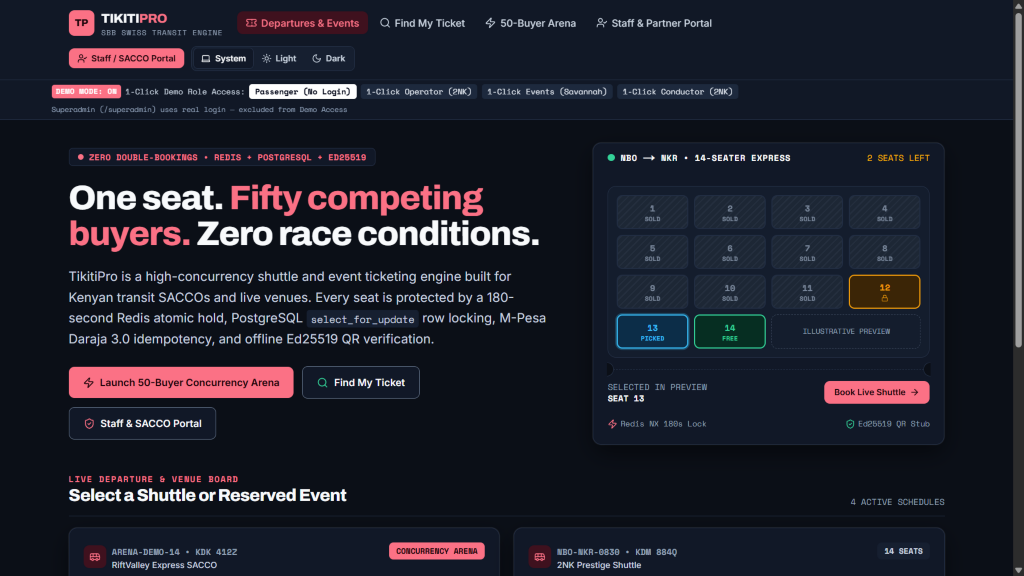 TP
TIKITIPRO
SBB SWISS TRANSIT ENGINE
Departures & Events
Find My Ticket
50-Buyer Arena
Staff & Partner Portal
Staff / SACCO Portal
System
Light
Dark
DEMO MODE: ON
1-Click Demo Role Access:
Passenger (No Login)
1-Click Operator (2NK)
1-Click Events (Savannah)
1-Click Conductor (2NK)
Superadmin (/superadmin) uses real login — excluded from Demo Access
ZERO DOUBLE-BOOKINGS • REDIS + POSTGRESQL + ED25519
One seat. Fifty competing
buyers. Zero race conditions.
TikitiPro is a high-concurrency shuttle and event ticketing engine built for
Kenyan transit SACCOs and live venues. Every seat is protected by a 180-
second Redis atomic hold, PostgreSQL select_for_update row locking, M-Pesa
Daraja 3.0 idempotency, and offline Ed25519 QR verification.
Launch 50-Buyer Concurrency Arena
Find My Ticket
Staff & SACCO Portal
NBO → NKR • 14-SEATER EXPRESS
2 SEATS LEFT
1
SOLD
2
SOLD
3
SOLD
4
SOLD
5
SOLD
6
SOLD
7
SOLD
8
SOLD
9
SOLD
10
SOLD
11
SOLD
12
13
PICKED
14
FREE
ILLUSTRATIVE PREVIEW
SELECTED IN PREVIEW
SEAT 13
Book Live Shuttle →
Redis NX 180s Lock
Ed25519 QR Stub
LIVE DEPARTURE & VENUE BOARD
Select a Shuttle or Reserved Event
4 ACTIVE SCHEDULES
ARENA-DEMO-14 • KDK 412Z
RiftValley Express SACCO
CONCURRENCY ARENA
NBO-NKR-0830 • KDM 884Q
2NK Prestige Shuttle
14 SEATS